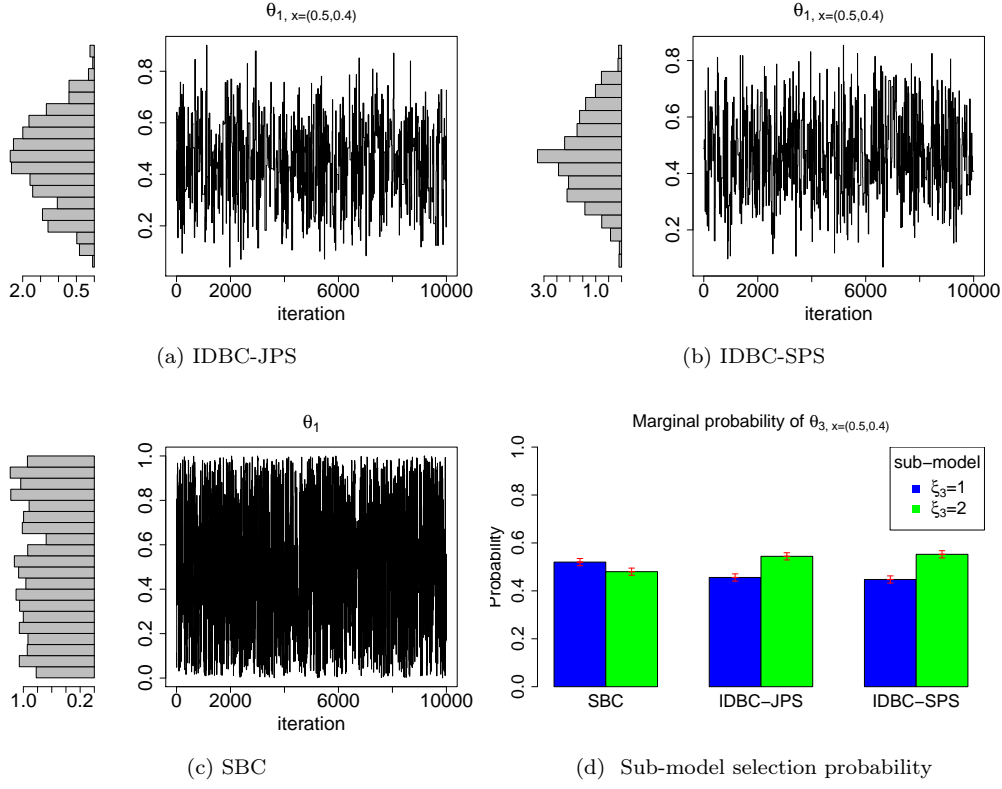 θ1, x=(0.5,0.4)
0.8
0.6
0.4
0.2
2.0 0.5
0 2000 6000 10000
iteration
(a) IDBC-JPS
θ1, x=(0.5,0.4)
0.8
0.6
0.4
0.2
3.0 1.0
0 2000 6000 10000
iteration
(b) IDBC-SPS
θ1
1.0
0.8
0.6
0.4
0.2
0.0
1.0 0.2
0 2000 6000 10000
iteration
(c) SBC
Marginal probability of θ3, x=(0.5,0.4)
Probability
1.0
0.8
0.6
0.4
0.2
0.0
sub−model
ξ3=1
ξ3=2
SBC IDBC−JPS IDBC−SPS
(d) Sub-model selection probability